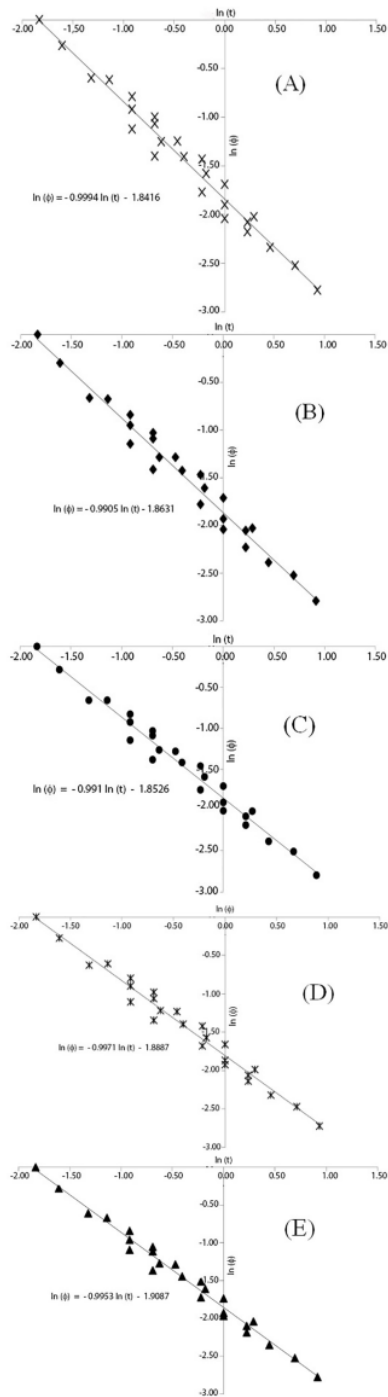 ln (t)
-2.00 -1.50 -1.00 -0.50 0.00 0.50 1.00 1.50
-0.50
(A)
-1.00
ln (ϕ)
-1.50
ln (ϕ) = - 0.9994 ln (t) - 1.8416
-2.00
-2.50
-3.00
ln (t)
-2.00 -1.50 -1.00 -0.50 0.00 0.50 1.00 1.50
-0.50
(B)
-1.00
ln (ϕ)
-1.50
ln (ϕ) = -0.9905 ln (t) - 1.8631
-2.00
-2.50
-3.00
ln (t)
-2.00 -1.50 -1.00 -0.50 0.00 0.50 1.00 1.50
-0.50
(C)
-1.00
ln (ϕ)
-1.50
ln (ϕ) = -0.991 ln (t) - 1.8526
-2.00
-2.50
-3.00
ln (ϕ)
-2.00 -1.50 -1.00 -0.50 0.00 0.50 1.00 1.50
-0.50
(D)
-1.00
ln (ϕ)
-1.50
ln (ϕ) = - 0.9971 ln (t) - 1.8887
-2.00
-2.50
-3.00
ln (t)
-2.00 -1.50 -1.00 -0.50 0.00 0.50 1.00 1.50
-0.50
(E)
-1.00
ln (ϕ)
-1.50
ln (ϕ) = -0.9953 ln (t) - 1.9087
-2.00
-2.50
-3.00